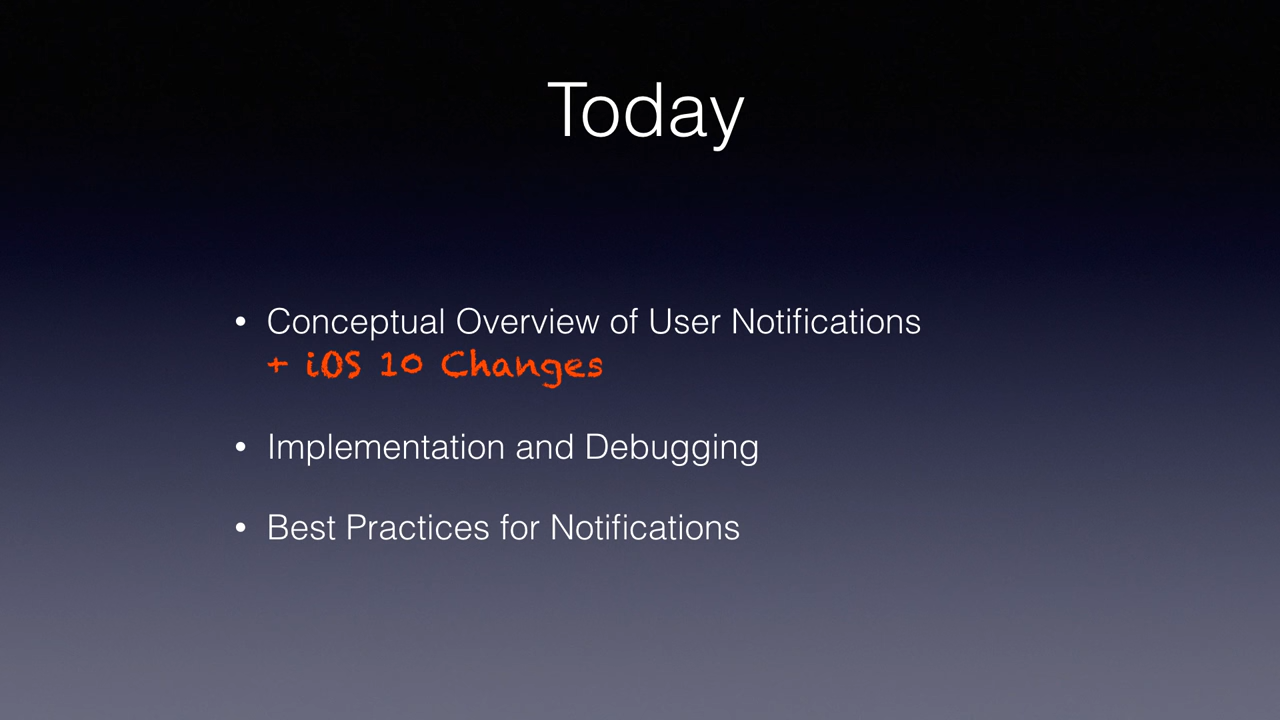 Today
• Conceptual Overview of User Notifications
+ iOS 10 Changes
• Implementation and Debugging
• Best Practices for Notifications